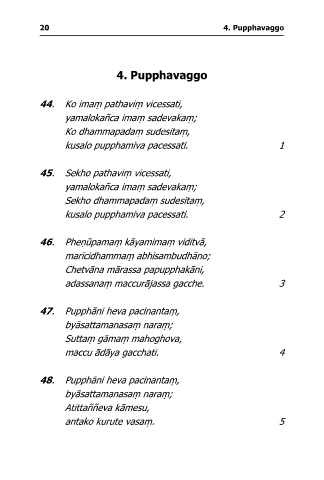 20 4. Pupphavaggo
4. Pupphavaggo
44. Ko imaṃ pathaviṃ vicessati,
yamalokañca imaṃ sadevakaṃ;
Ko dhammapadaṃ sudesitaṃ,
kusalo pupphamiva pacessati. 1
45. Sekho pathaviṃ vicessati,
yamalokañca imaṃ sadevakaṃ;
Sekho dhammapadaṃ sudesitaṃ,
kusalo pupphamiva pacessati. 2
46. Pheṇūpamaṃ kāyamimaṃ viditvā,
marīcidhammaṃ abhisambudhāno;
Chetvāna mārassa papupphakāni,
adassanaṃ maccurājassa gacche. 3
47. Pupphāni heva pacinantaṃ,
byāsattamanasaṃ naraṃ;
Suttaṃ gāmaṃ mahoghova,
maccu ādāya gacchati. 4
48. Pupphāni heva pacinantaṃ,
byāsattamanasaṃ naraṃ;
Atittaññeva kāmesu,
antako kurute vasaṃ. 5